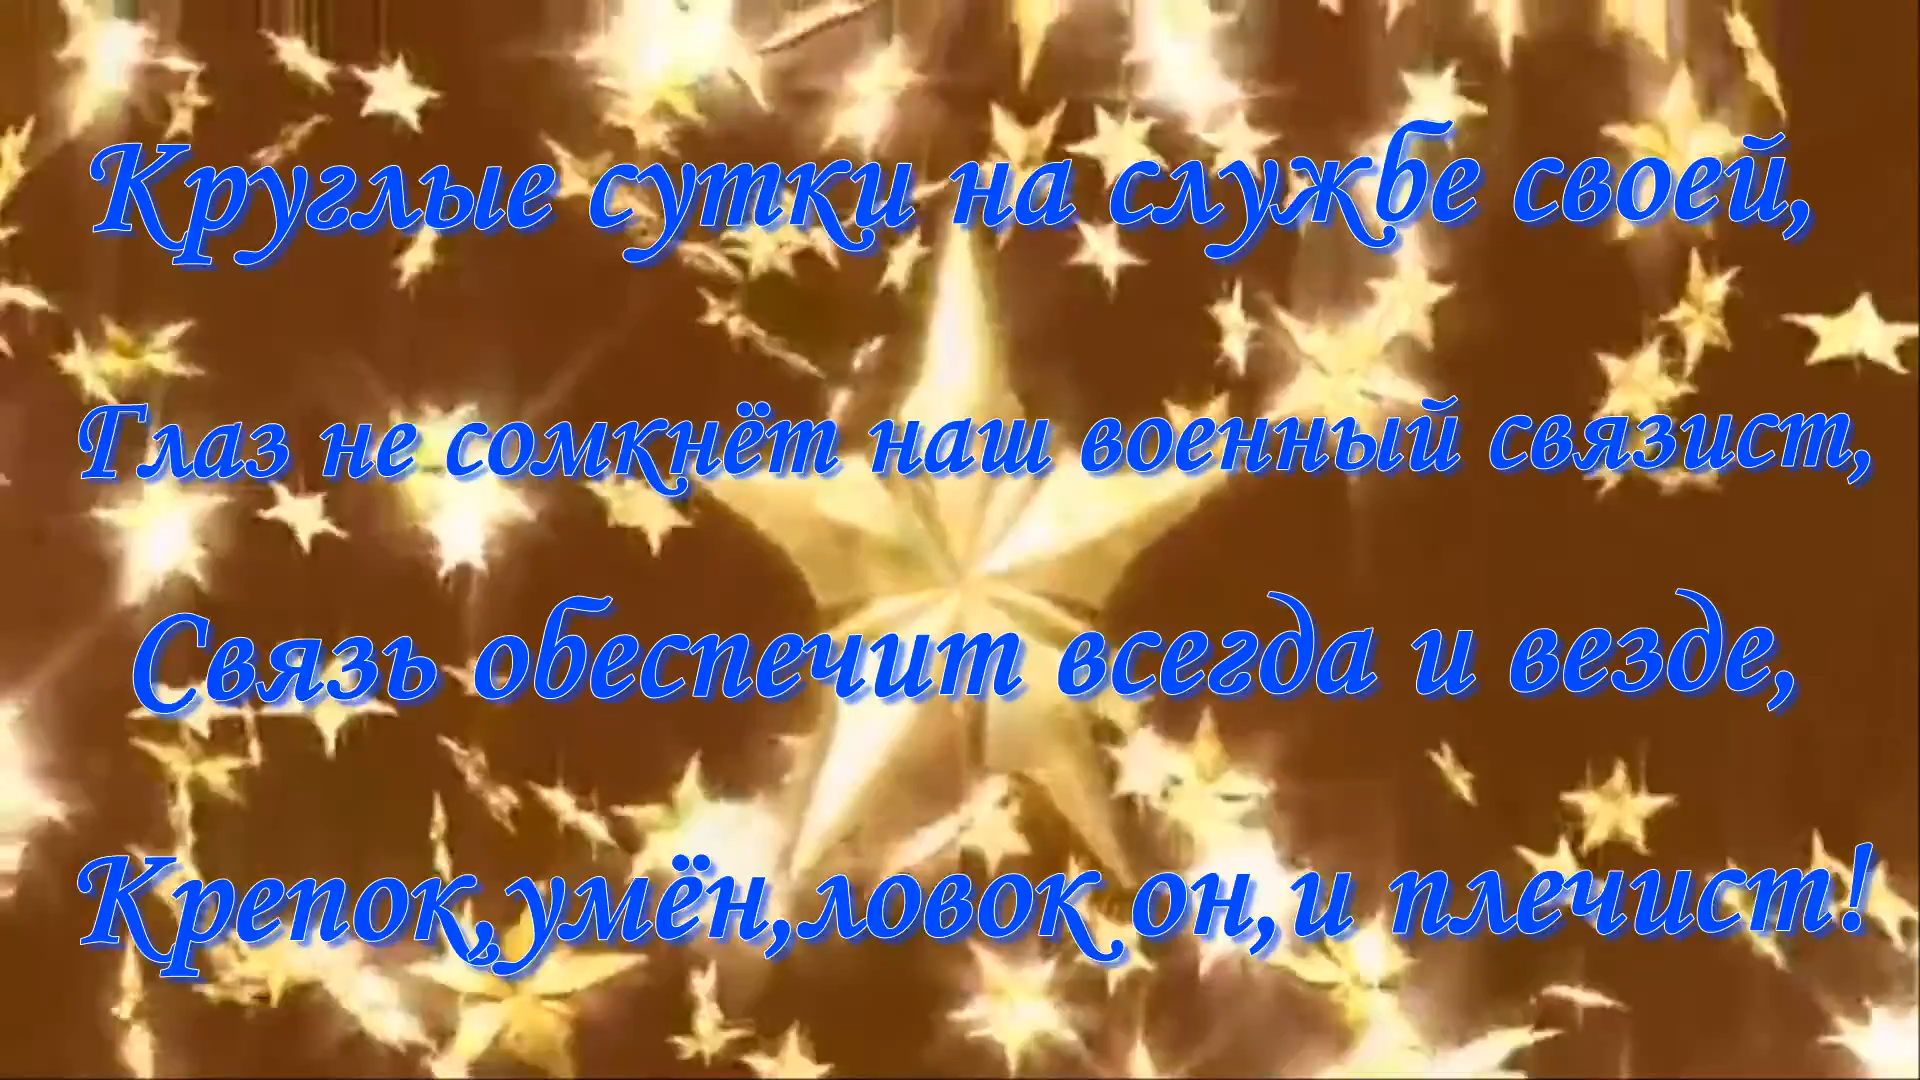 Круглые сутки на службе своей,
Глаз не сомкнёт наш военный связист,
Связь обеспечит всегда и везде,
Крепок,умён,ловок он,и плечист!